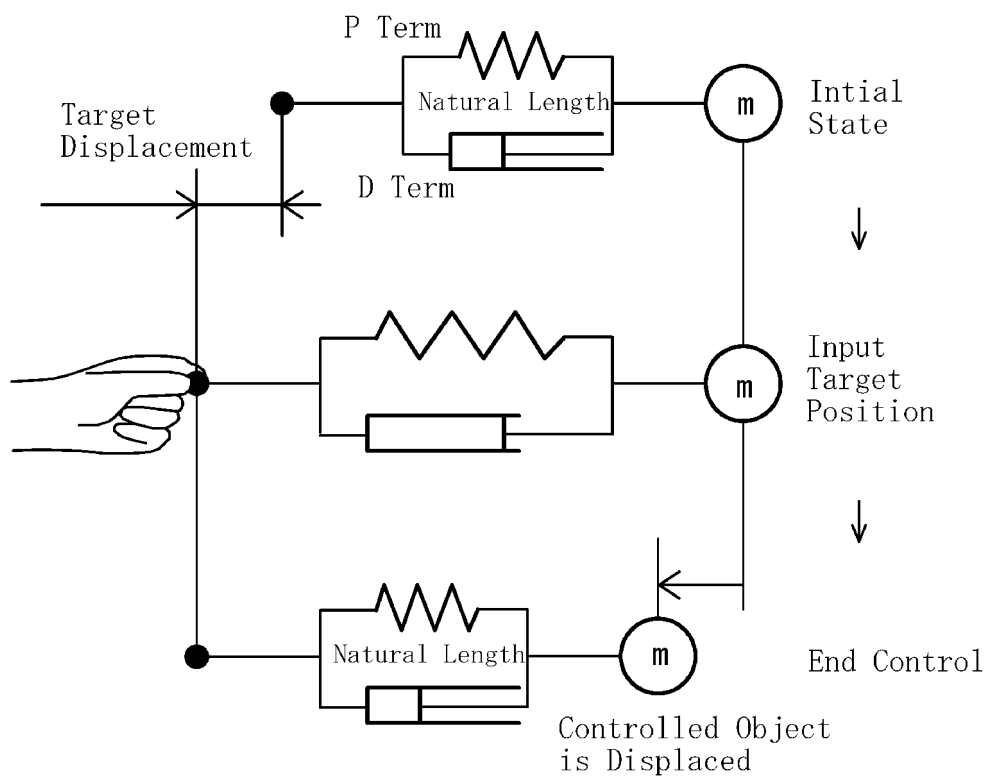 P Term
Natural Length
m
Intial
State
Target
Displacement
D Term
m
Input
Target
Position
Natural Length
m
End Control
Controlled Object
is Displaced